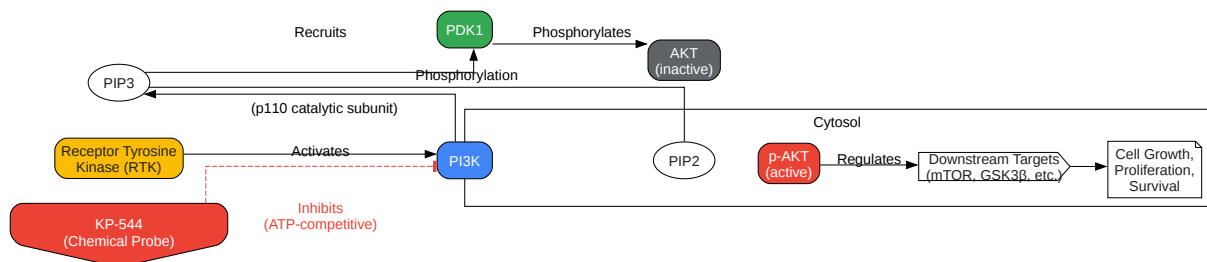 PDK1
Recruits
Phosphorylates
AKT
(inactive)
PIP3
Phosphorylation
(p110 catalytic subunit)
Cytosol
Receptor Tyrosine
Kinase (RTK)
Activates
PI3K
PIP2
p-AKT
(active)
Regulates
Downstream Targets
(mTOR, GSK3β, etc.)
Cell Growth,
Proliferation,
Survival
KP-544
(Chemical Probe)
Inhibits
(ATP-competitive)